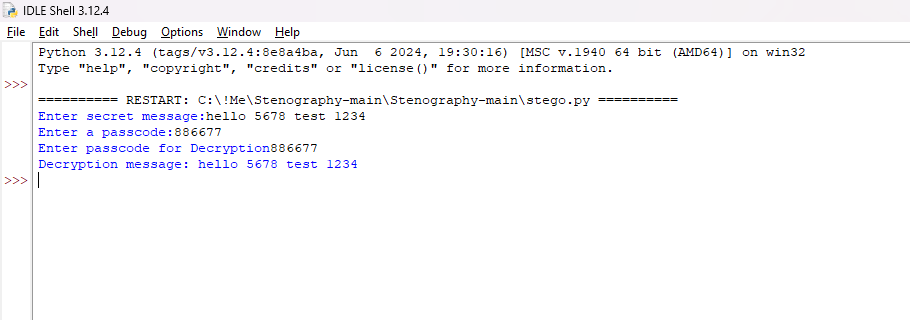 IDLE Shell 3.12.4
File Edit Shell Debug Options Window Help
Python 3.12.4 (tags/v3.12.4:8e8a4ba, Jun  6 2024, 19:30:16) [MSC v.1940 64 bit (AMD64)] on win32
Type "help", "copyright", "credits" or "license()" for more information.
>>>
========== RESTART: C:\!Me\Stenography-main\Stenography-main\stego.py ==========
Enter secret message:hello 5678 test 1234
Enter a passcode:886677
Enter passcode for Decryption886677
Decryption message: hello 5678 test 1234
>>>